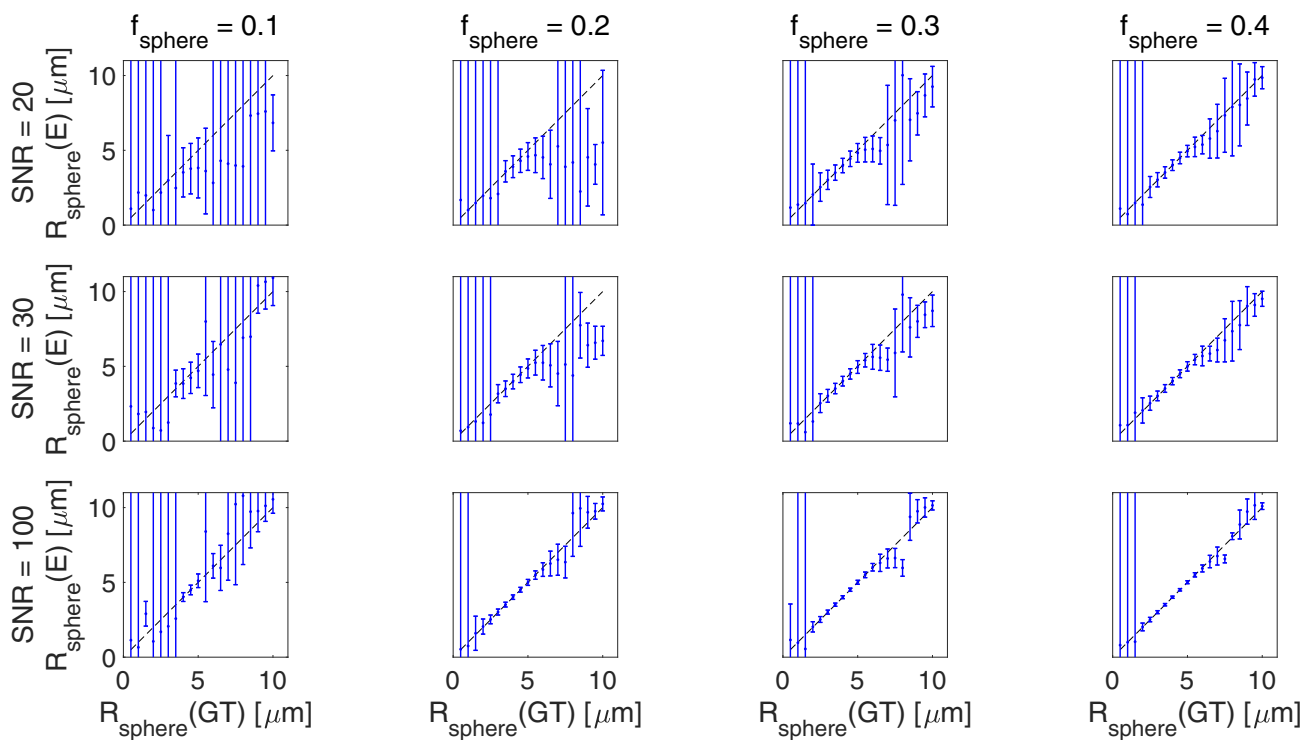 f_sphere = 0.1
f_sphere = 0.2
f_sphere = 0.3
f_sphere = 0.4
SNR = 20
R_sphere(E) [μm]
10
5
0
SNR = 30
R_sphere(E) [μm]
10
5
0
SNR = 100
R_sphere(E) [μm]
10
5
0
0 5 10
0 5 10
0 5 10
0 5 10
R_sphere(GT) [μm]
R_sphere(GT) [μm]
R_sphere(GT) [μm]
R_sphere(GT) [μm]